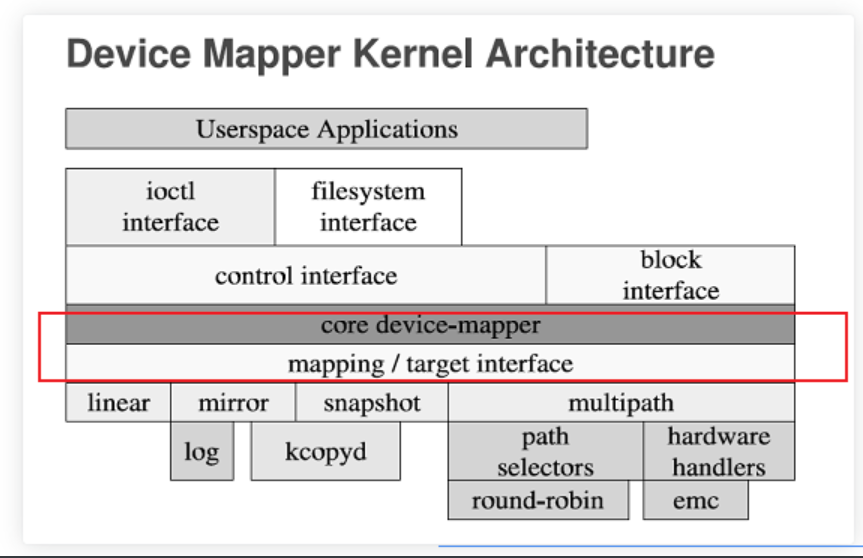 Device Mapper Kernel Architecture
Userspace Applications
ioctl
interface
filesystem
interface
control interface
block
interface
core device-mapper
mapping / target interface
linear
mirror
snapshot
multipath
log
kcopyd
path
selectors
hardware
handlers
round-robin
emc